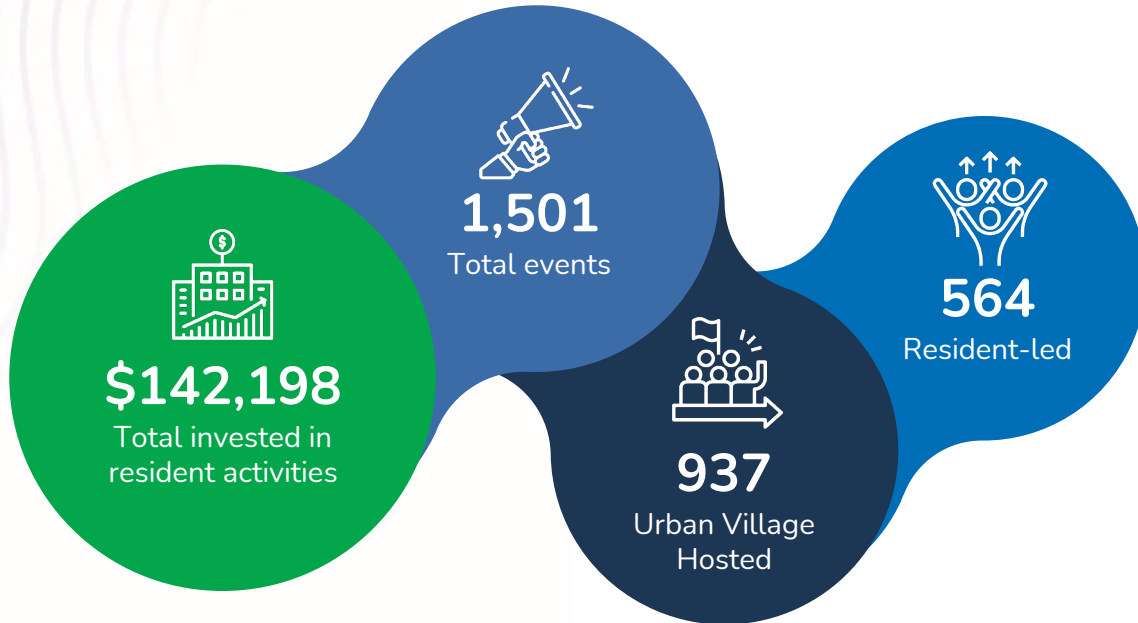 $142,198
Total invested in
resident activities
1,501
Total events
937
Urban Village
Hosted
564
Resident-led